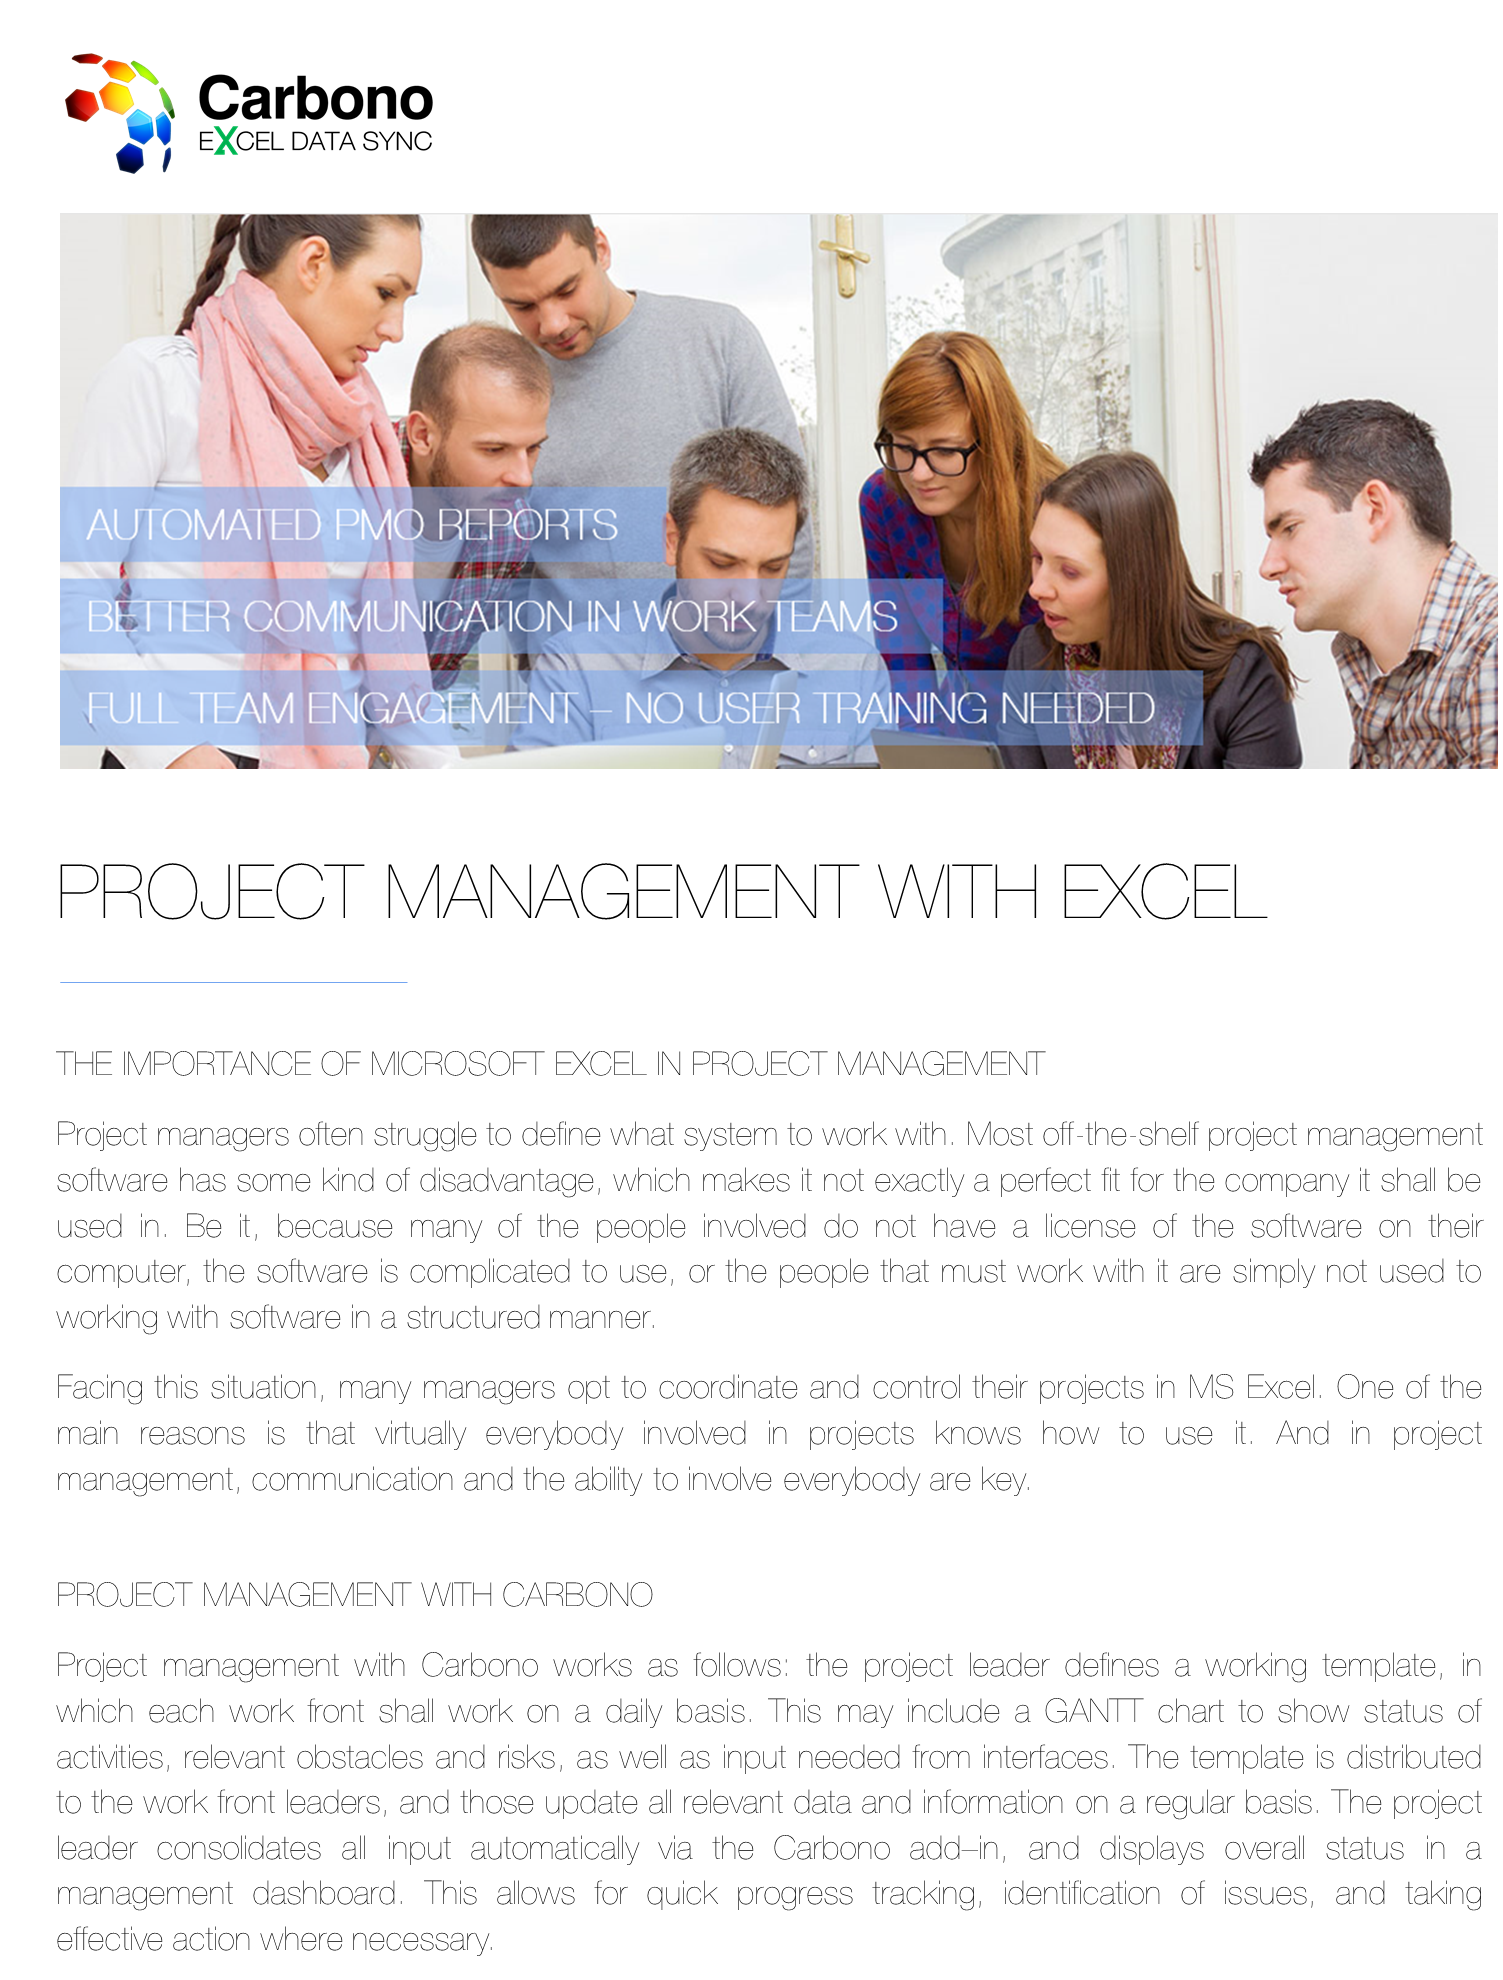 Carbono
EXCEL DATA SYNC
AUTOMATED PMO REPORTS
BETTER COMMUNICATION IN WORK TEAMS
FULL TEAM ENGAGEMENT – NO USER TRAINING NEEDED
PROJECT MANAGEMENT WITH EXCEL
THE IMPORTANCE OF MICROSOFT EXCEL IN PROJECT MANAGEMENT
Project managers often struggle to define what system to work with. Most off-the-shelf project management
software has some kind of disadvantage, which makes it not exactly a perfect fit for the company it shall be
used in. Be it, because many of the people involved do not have a license of the software on their
computer, the software is complicated to use, or the people that must work with it are simply not used to
working with software in a structured manner.
Facing this situation, many managers opt to coordinate and control their projects in MS Excel. One of the
main reasons is that virtually everybody involved in projects knows how to use it. And in project
management, communication and the ability to involve everybody are key.
PROJECT MANAGEMENT WITH CARBONO
Project management with Carbono works as follows: the project leader defines a working template, in
which each work front shall work on a daily basis. This may include a GANTT chart to show status of
activities, relevant obstacles and risks, as well as input needed from interfaces. The template is distributed
to the work front leaders, and those update all relevant data and information on a regular basis. The project
leader consolidates all input automatically via the Carbono add–in, and displays overall status in a
management dashboard. This allows for quick progress tracking, identification of issues, and taking
effective action where necessary.